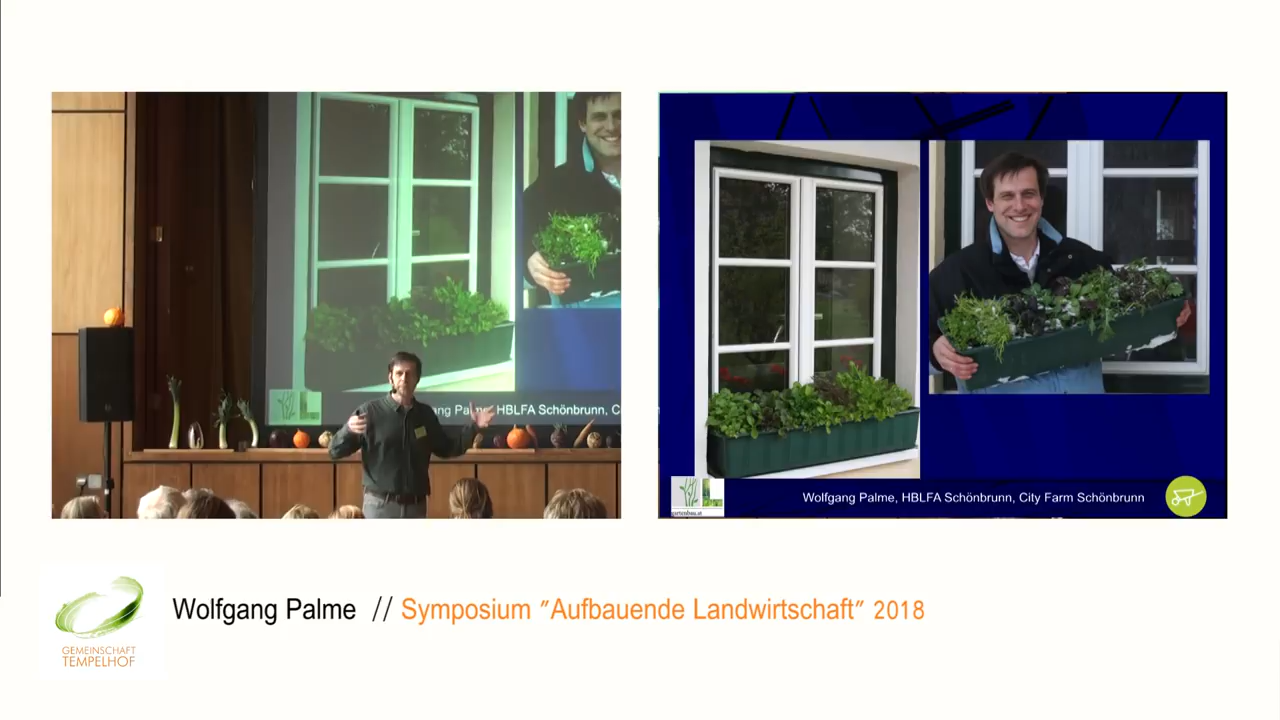 ng Palme, HBLFA Schönbrunn, C
gartenbau.at
Wolfgang Palme, HBLFA Schönbrunn, City Farm Schönbrunn
GEMEINSCHAFT
TEMPELHOF
Wolfgang Palme // Symposium "Aufbauende Landwirtschaft" 2018